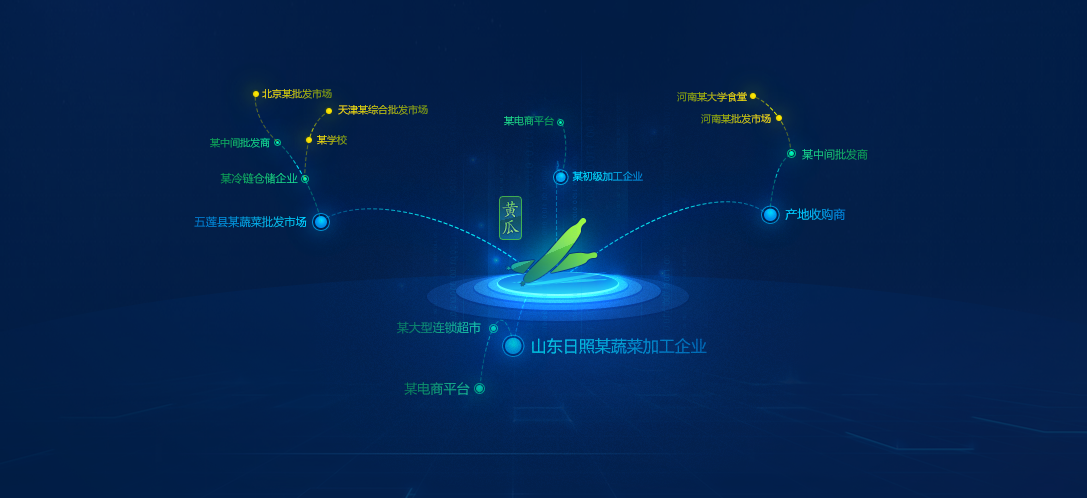 北京某批发市场
河南某大学食堂
天津某综合批发市场
河南某批发市场
某电商平台
某中间批发商
某学校
某中间批发商
某冷链仓储企业
某初级加工企业
黄瓜
五莲县某蔬菜批发市场
产地收购商
某大型连锁超市
山东日照某蔬菜加工企业
某电商平台